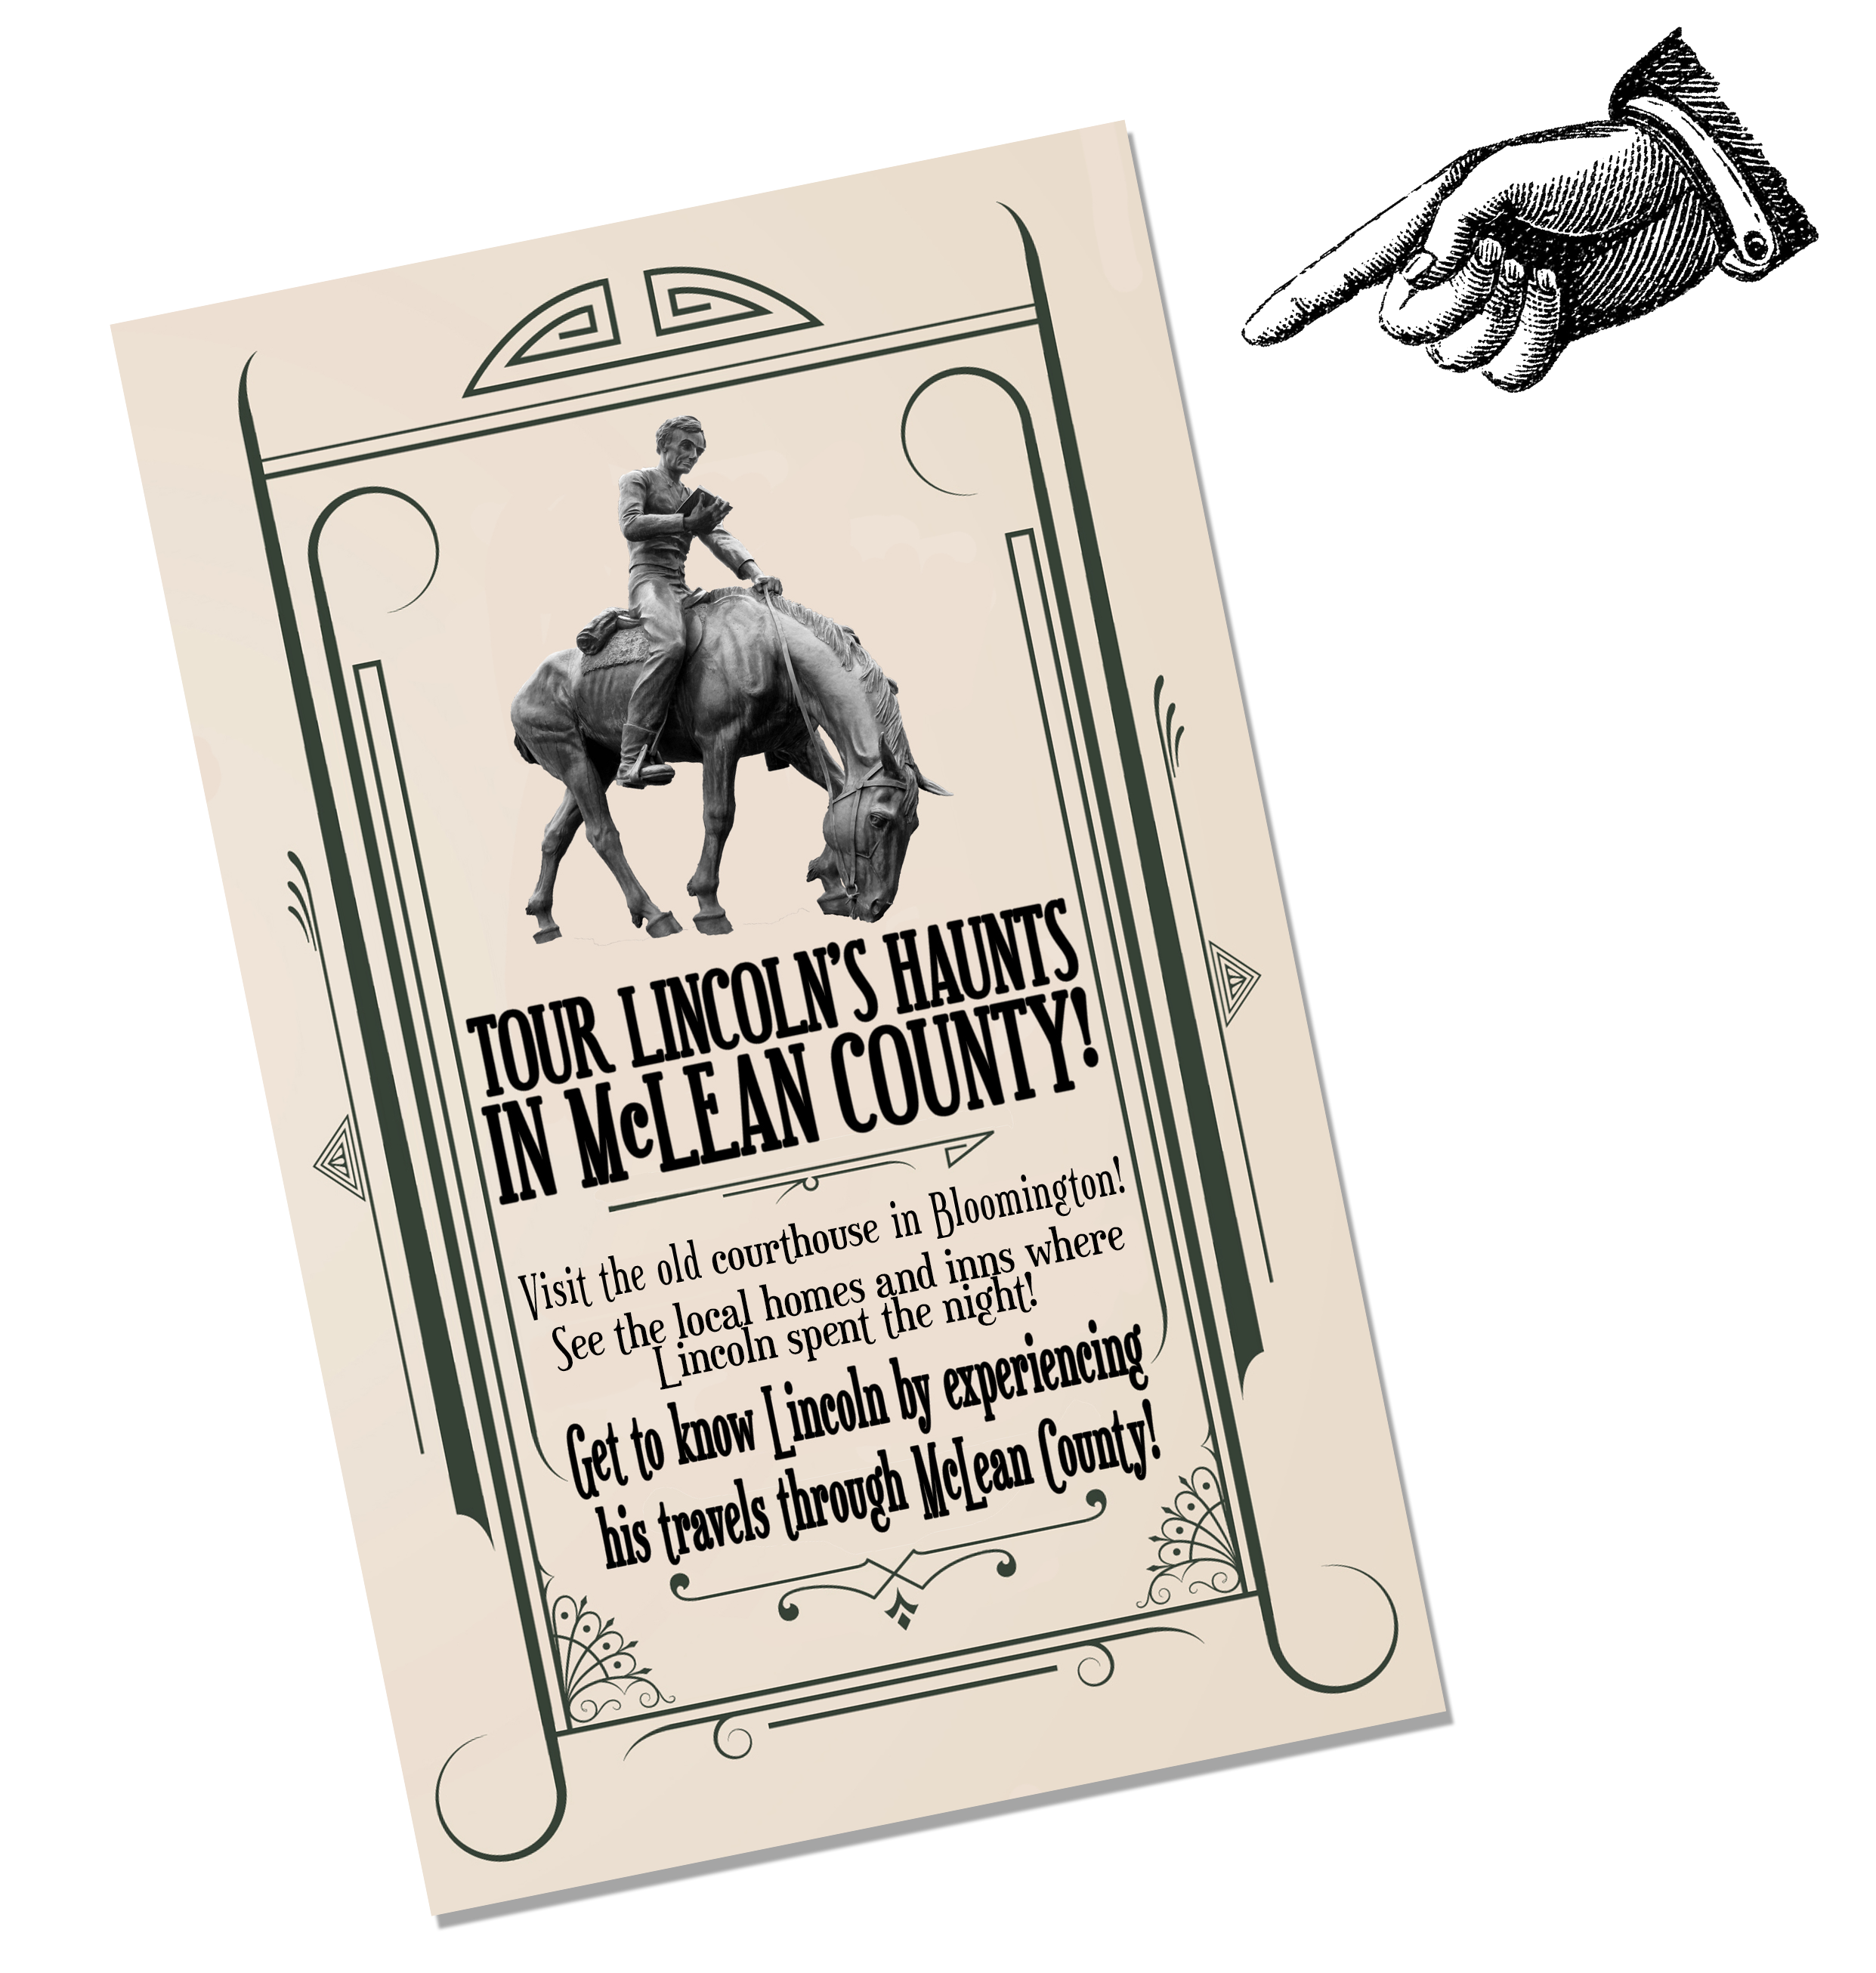 TOUR LINCOLN'S HAUNTS
IN McLEAN COUNTY!
Visit the old courthouse in Bloomington!
See the local homes and inns where
Lincoln spent the night!
Get to know Lincoln by experiencing
his travels through McLean County!